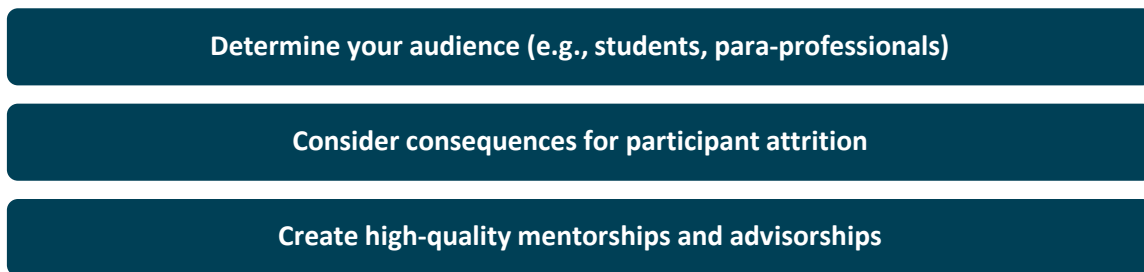 Determine your audience (e.g., students, para-professionals)
Consider consequences for participant attrition
Create high-quality mentorships and advisorships